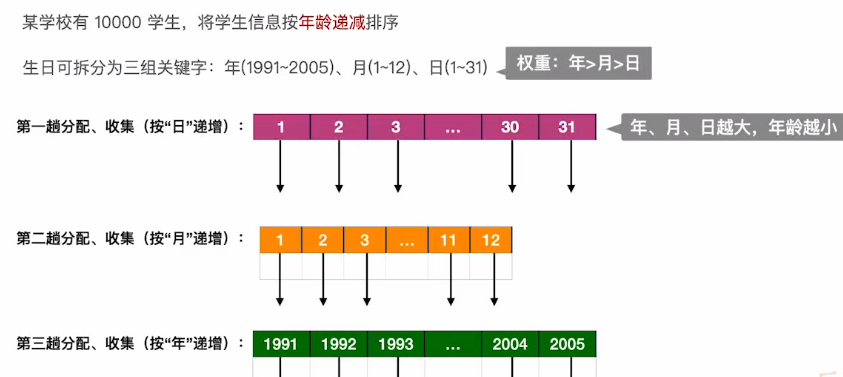 某学校有 10000 学生，将学生信息按年龄递减排序
生日可拆分为三组关键字：年(1991~2005)、月(1~12)、日(1~31)
权重：年>月>日
第一趟分配、收集（按“日”递增）：
1 2 3 ... 30 31
年、月、日越大，年龄越小
第二趟分配、收集（按“月”递增）：
1 2 3 ... 11 12
第三趟分配、收集（按“年”递增）：
1991 1992 1993 ... 2004 2005